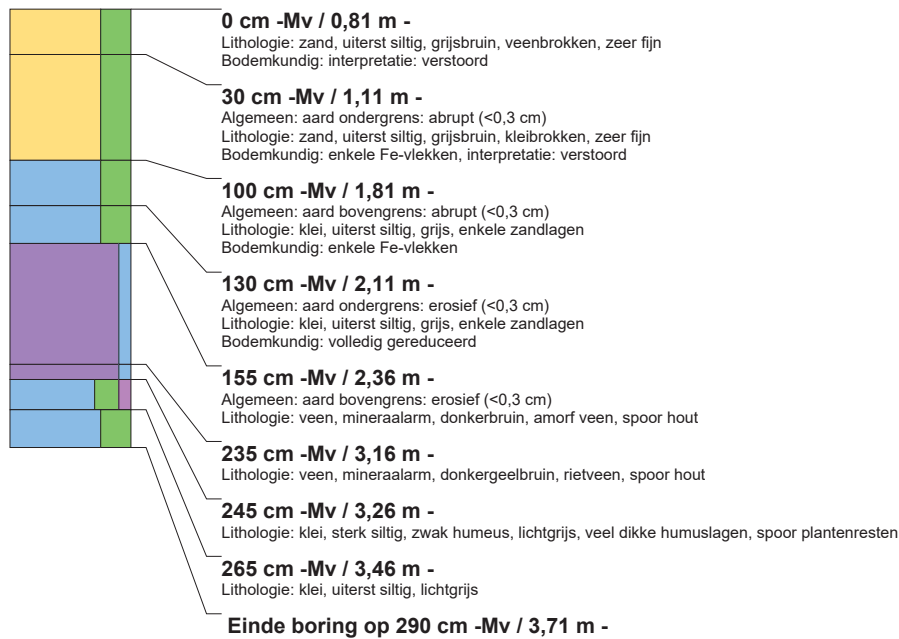 0 cm -Mv / 0,81 m -
Lithologie: zand, uiterst siltig, grijsbruin, veenbrokken, zeer fijn
Bodemkundig: interpretatie: verstoord
30 cm -Mv / 1,11 m -
Algemeen: aard ondergrens: abrupt (<0,3 cm)
Lithologie: zand, uiterst siltig, grijsbruin, kleibrokken, zeer fijn
Bodemkundig: enkele Fe-vlekken, interpretatie: verstoord
100 cm -Mv / 1,81 m -
Algemeen: aard bovengrens: abrupt (<0,3 cm)
Lithologie: klei, uiterst siltig, grijs, enkele zandlagen
Bodemkundig: enkele Fe-vlekken
130 cm -Mv / 2,11 m -
Algemeen: aard ondergrens: erosief (<0,3 cm)
Lithologie: klei, uiterst siltig, grijs, enkele zandlagen
Bodemkundig: volledig gereduceerd
155 cm -Mv / 2,36 m -
Algemeen: aard bovengrens: erosief (<0,3 cm)
Lithologie: veen, mineraalarm, donkerbruin, amorf veen, spoor hout
235 cm -Mv / 3,16 m -
Lithologie: veen, mineraalarm, donkergeelbruin, rietveen, spoor hout
245 cm -Mv / 3,26 m -
Lithologie: klei, sterk siltig, zwak humeus, lichtgrijs, veel dikke humuslagen, spoor plantenresten
265 cm -Mv / 3,46 m -
Lithologie: klei, uiterst siltig, lichtgrijs
Einde boring op 290 cm -Mv / 3,71 m -